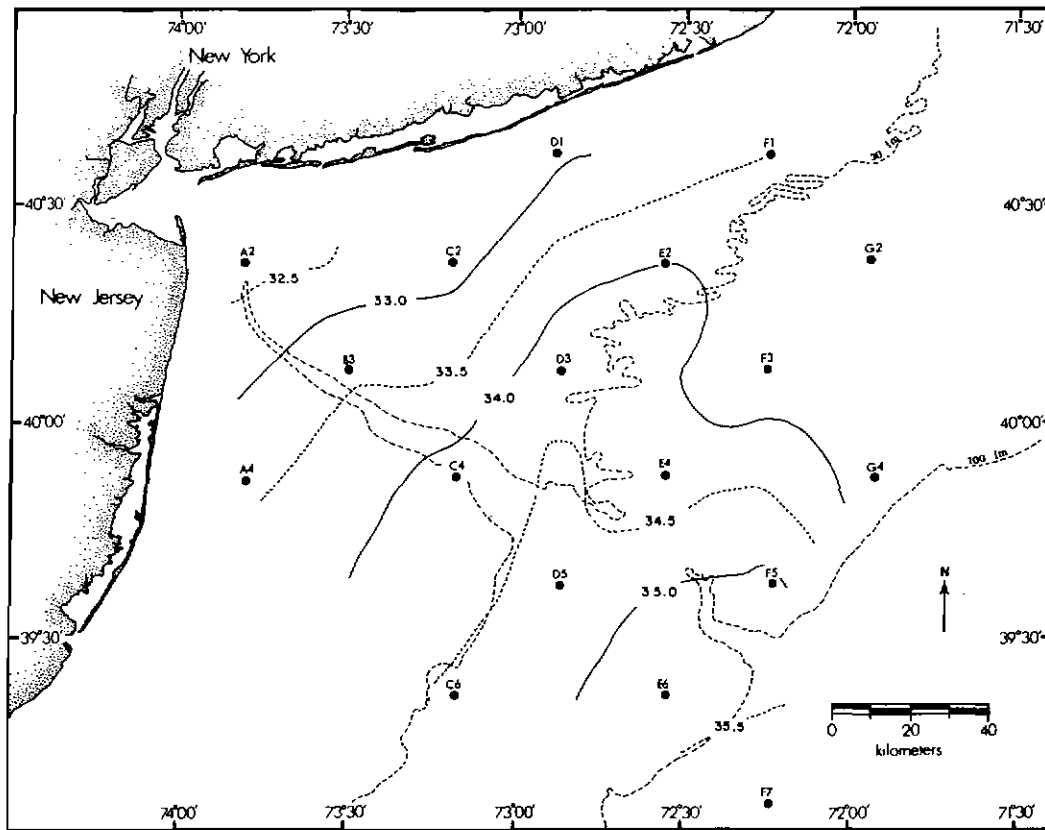 74°00′ 73°30′ 73°00′ 72°30′ 72°00′ 71°30′
New York
D1 F1
30 fm
40°30′ 40°30′
A2 C2 E2 G2
32.5
New Jersey
33.0
B3 D3 F3
33.5
34.0
40°00′ 40°00′
100 fm
A4 C4 E4 G4
34.5
N
D5 35.0 F5
39°30′ 39°30′
C6 E6
35.5
0 20 40
kilometers
F7
74°00′ 73°30′ 73°00′ 72°30′ 72°00′ 71°30′